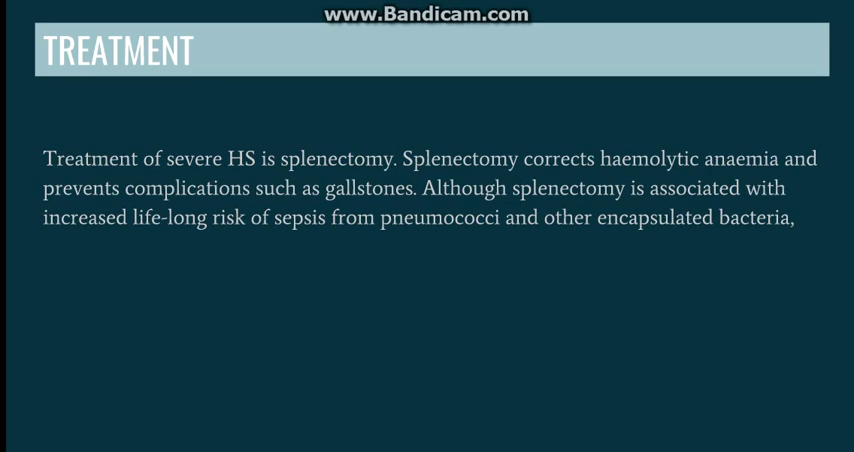 www.Bandicam.com
TREATMENT
Treatment of severe HS is splenectomy. Splenectomy corrects haemolytic anaemia and
prevents complications such as gallstones. Although splenectomy is associated with
increased life-long risk of sepsis from pneumococci and other encapsulated bacteria,